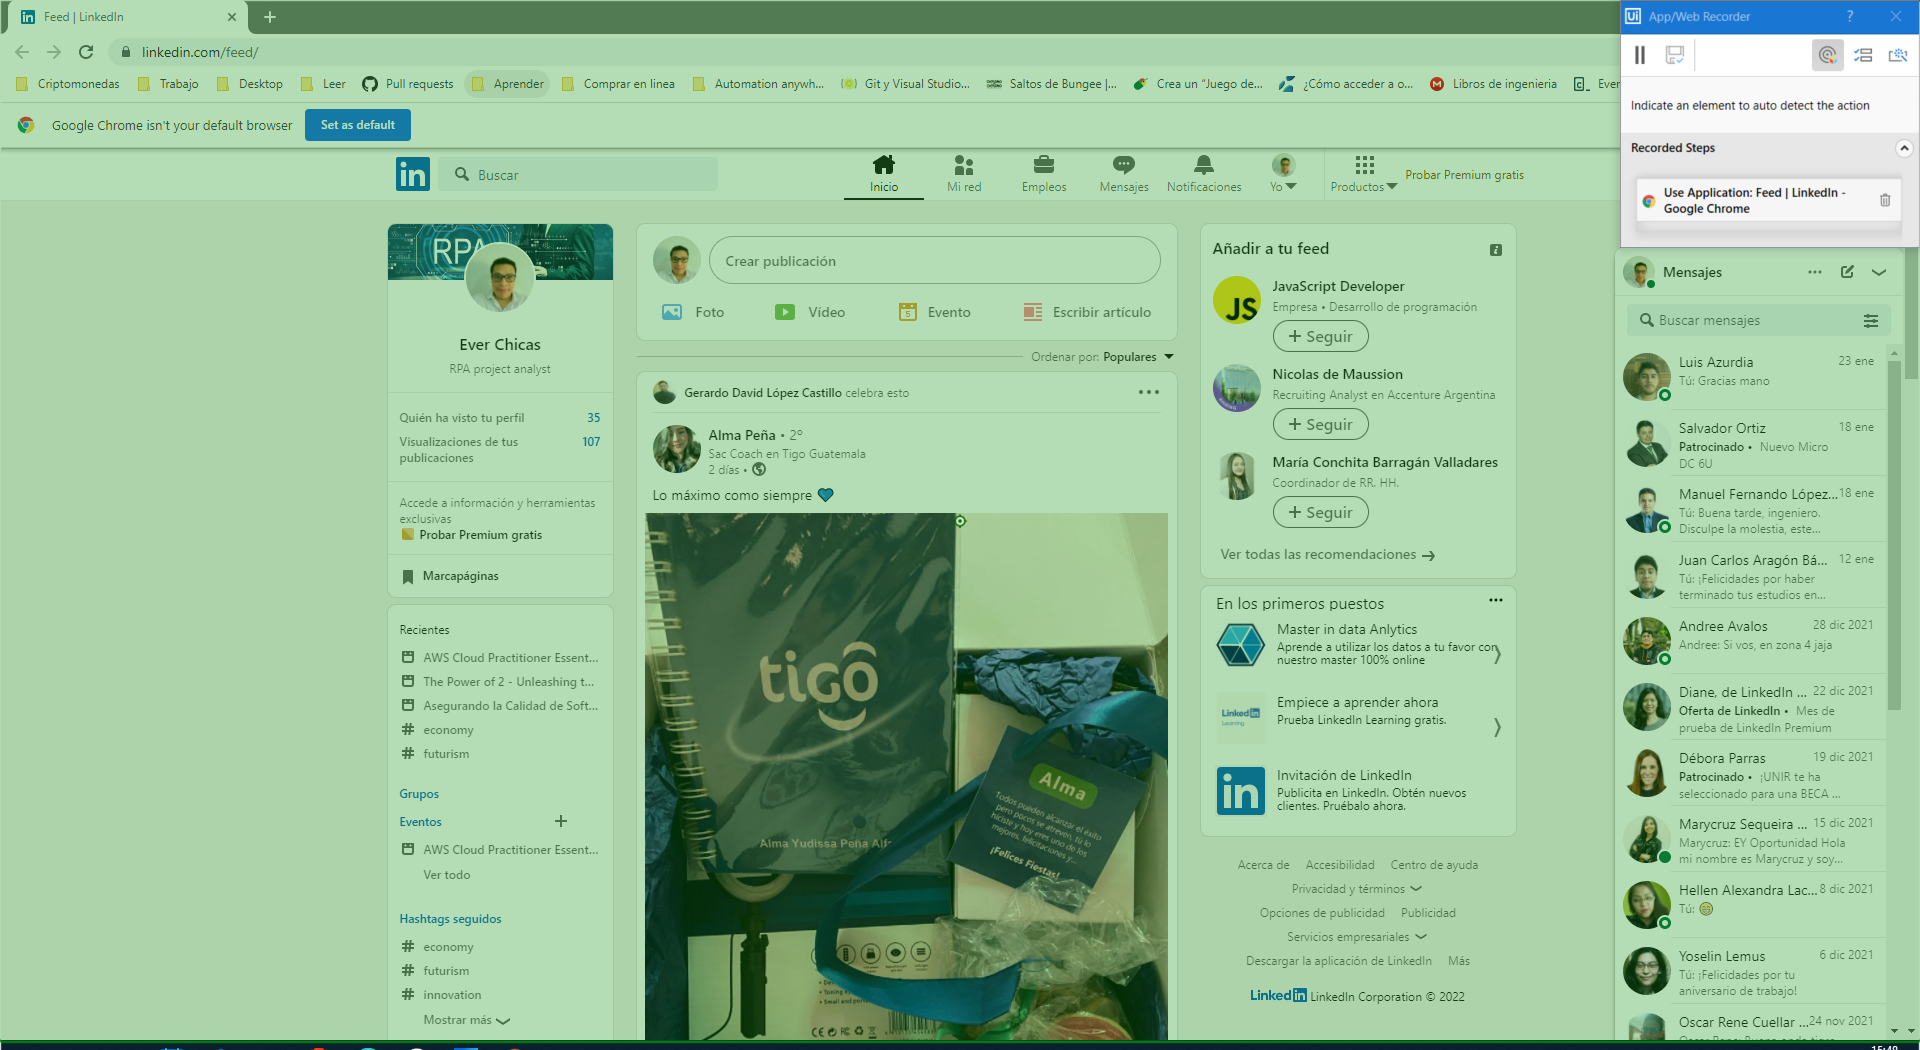 Feed | LinkedIn
linkedin.com/feed/
Criptomonedas
Trabajo
Desktop
Leer
Pull requests
Aprender
Comprar en linea
Automation anywh...
Git y Visual Studio...
Saltos de Bungee |...
Crea un "Juego de...
¿Cómo acceder a o...
Libros de ingenieria
Google Chrome isn't your default browser
Set as default
in
Buscar
Inicio
Mi red
Empleos
Mensajes
Notificaciones
Yo
Productos
Probar Premium gratis
App/Web Recorder
Indicate an element to auto detect the action
Recorded Steps
Use Application: Feed | LinkedIn -
Google Chrome
RPA
Ever Chicas
RPA project analyst
Quién ha visto tu perfil 35
Visualizaciones de tus 107
publicaciones
Accede a información y herramientas
exclusivas
Probar Premium gratis
Marcapáginas
Recientes
AWS Cloud Practitioner Essent...
The Power of 2 - Unleashing t...
Asegurando la Calidad de Soft...
# economy
# futurism
Grupos
Eventos +
AWS Cloud Practitioner Essent...
Ver todo
Hashtags seguidos
# economy
# futurism
# innovation
Mostrar más
Crear publicación
Foto
Vídeo
Evento
Escribir artículo
Ordenar por: Populares
Gerardo David López Castillo celebra esto
Alma Peña • 2º
Sac Coach en Tigo Guatemala
2 días •
Lo máximo como siempre
tigo
Alma Yudissa Peña Alf
Alma
Todos pueden alcanzar el éxito
pero pocos se atreven, tú lo
hiciste y hoy eres uno de los
mejores, felicitaciones y...
¡Felices Fiestas!
Añadir a tu feed
JS
JavaScript Developer
Empresa • Desarrollo de programación
+ Seguir
Nicolas de Maussion
Recruiting Analyst en Accenture Argentina
+ Seguir
María Conchita Barragán Valladares
Coordinador de RR. HH.
+ Seguir
Ver todas las recomendaciones →
En los primeros puestos
Master in data Anlytics
Aprende a utilizar los datos a tu favor con
nuestro master 100% online
Linked in
Learning
Empiece a aprender ahora
Prueba LinkedIn Learning gratis.
in
Invitación de LinkedIn
Publicita en LinkedIn. Obtén nuevos
clientes. Pruébalo ahora.
Acerca de Accesibilidad Centro de ayuda
Privacidad y términos
Opciones de publicidad Publicidad
Servicios empresariales
Descargar la aplicación de LinkedIn Más
LinkedIn LinkedIn Corporation © 2022
Mensajes
Buscar mensajes
Luis Azurdia 23 ene
Tú: Gracias mano
Salvador Ortiz 18 ene
Patrocinado • Nuevo Micro
DC 6U
Manuel Fernando López... 18 ene
Tú: Buena tarde, ingeniero.
Disculpe la molestia, este...
Juan Carlos Aragón Bá... 12 ene
Tú: ¡Felicidades por haber
terminado tus estudios en...
Andree Avalos 28 dic 2021
Andree: Si vos, en zona 4 jaja
Diane, de LinkedIn ... 22 dic 2021
Oferta de LinkedIn • Mes de
prueba de LinkedIn Premium
Débora Parras 19 dic 2021
Patrocinado • ¡UNIR te ha
seleccionado para una BECA ...
Marycruz Sequeira ... 15 dic 2021
Marycruz: EY Oportunidad Hola
mi nombre es Marycruz y soy...
Hellen Alexandra Lac... 8 dic 2021
Tú:
Yoselin Lemus 6 dic 2021
Tú: ¡Felicidades por tu
aniversario de trabajo!
Oscar Rene Cuellar ... 24 nov 2021